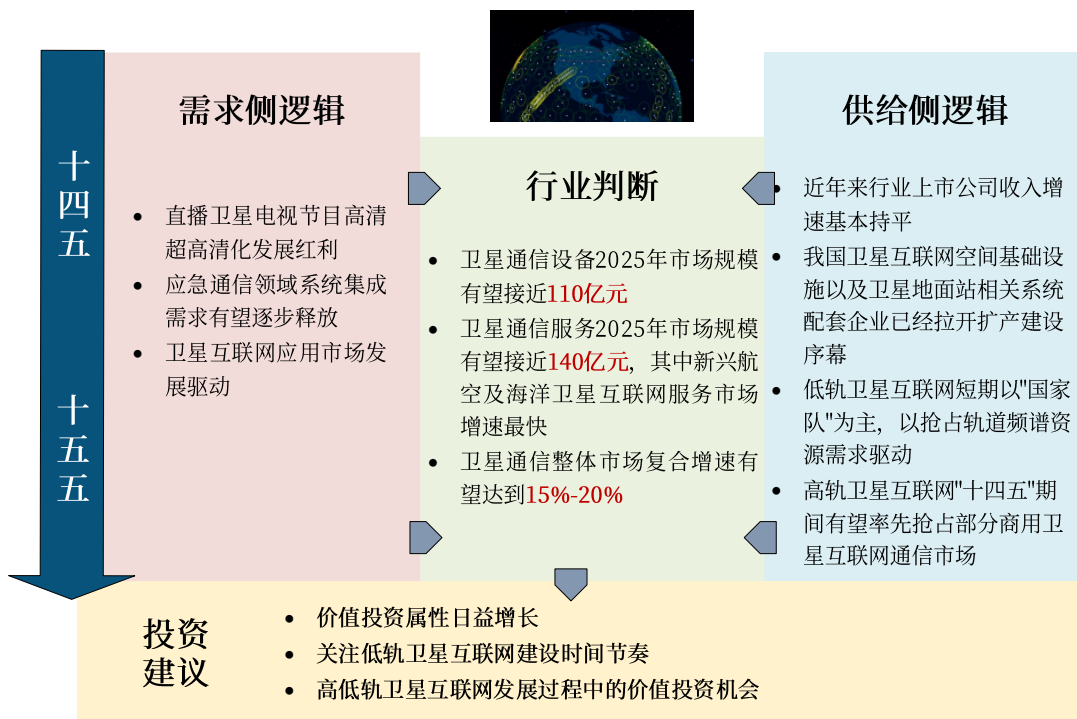 十
四
五
十
五
五
需求侧逻辑
直播卫星电视节目高清
超高清化发展红利
应急通信领域系统集成
需求有望逐步释放
卫星互联网应用市场发
展驱动
行业判断
卫星通信设备2025年市场规模
有望接近110亿元
卫星通信服务2025年市场规模
有望接近140亿元，其中新兴航
空及海洋卫星互联网服务市场
增速最快
卫星通信整体市场复合增速有
望达到15%-20%
供给侧逻辑
近年来行业上市公司收入增
速基本持平
我国卫星互联网空间基础设
施以及卫星地面站相关系统
配套企业已经拉开扩产建设
序幕
低轨卫星互联网短期以"国家
队"为主，以抢占轨道频谱资
源需求驱动
高轨卫星互联网"十四五"期
间有望率先抢占部分商用卫
星互联网通信市场
投资
建议
价值投资属性日益增长
关注低轨卫星互联网建设时间节奏
高低轨卫星互联网发展过程中的价值投资机会